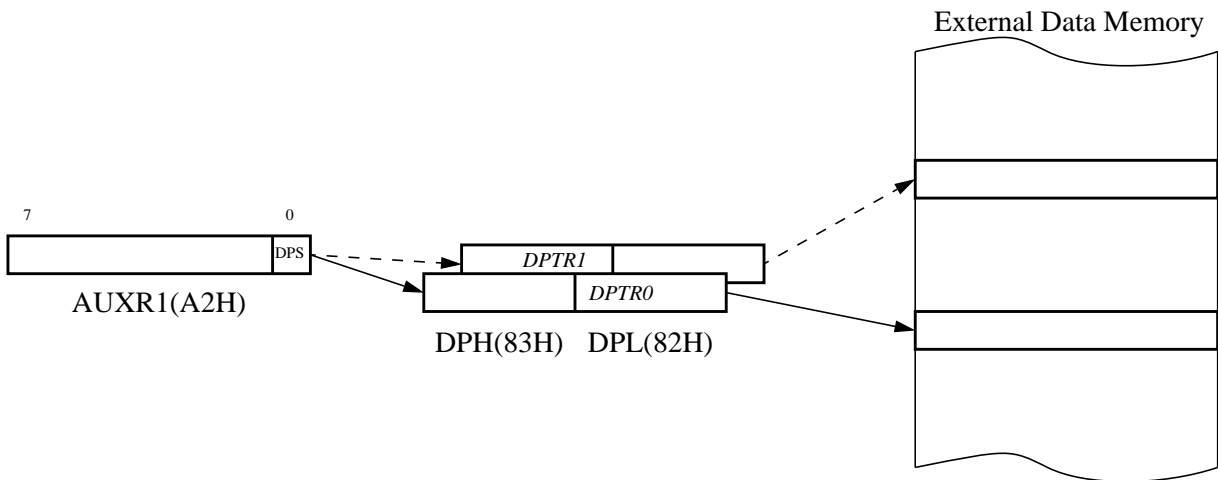 External Data Memory
7 0
DPS
AUXR1(A2H)
DPTR1
DPTR0
DPH(83H) DPL(82H)